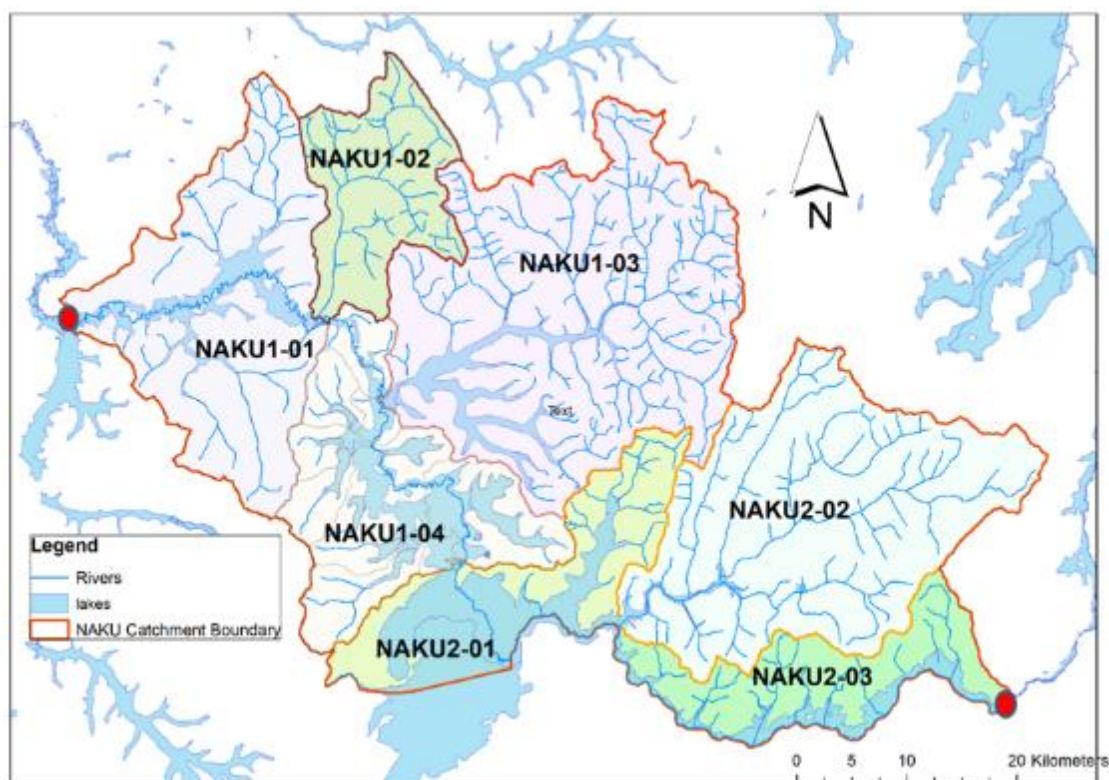 NAKU1-02
NAKU1-03
N
NAKU1-01
Text
NAKU2-02
NAKU1-04
Legend
Rivers
lakes
NAKU Catchment Boundary
NAKU2-01
NAKU2-03
0 5 10 20 Kilometers